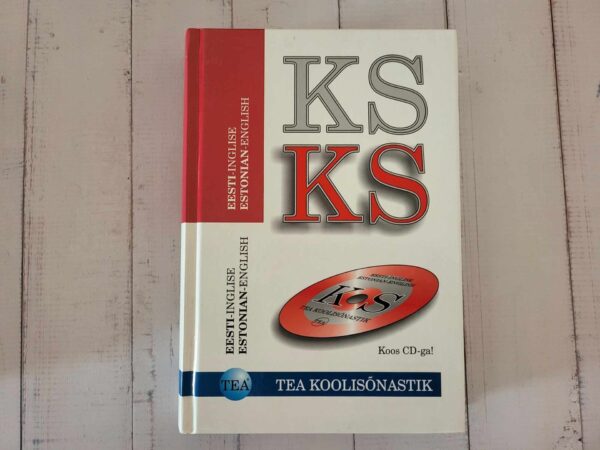 KS
KS
EESTI-INGLISE
ESTONIAN-ENGLISH
EESTI-INGLISE
ESTONIAN-ENGLISH
EESTI-INGLISE
ESTONIAN-ENGLISH
KS
TEA KOOLISÕNASTIK
TEA
Koos CD-ga!
TEA
TEA KOOLISÕNASTIK